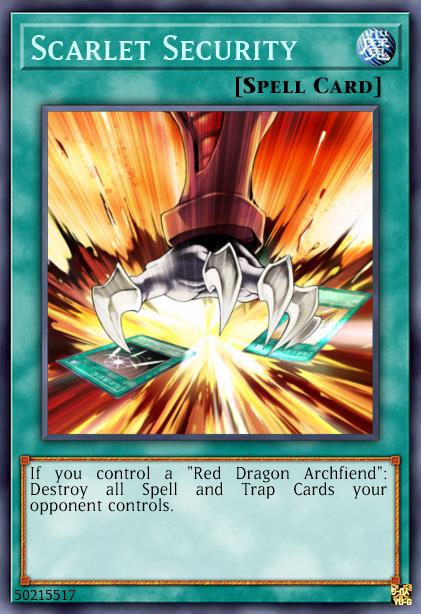 Scarlet Security
魔
[Spell Card]
If you control a "Red Dragon Archfiend":
Destroy all Spell and Trap Cards your
opponent controls.
50215517